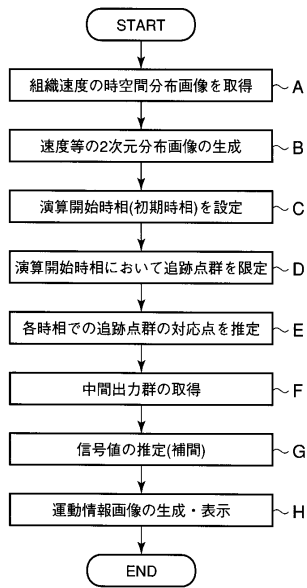 START
組織速度の時空間分布画像を取得
A
速度等の2次元分布画像の生成
B
演算開始時相(初期時相)を設定
C
演算開始時相において追跡点群を限定
D
各時相での追跡点群の対応点を推定
E
中間出力群の取得
F
信号値の推定(補間)
G
運動情報画像の生成・表示
H
END